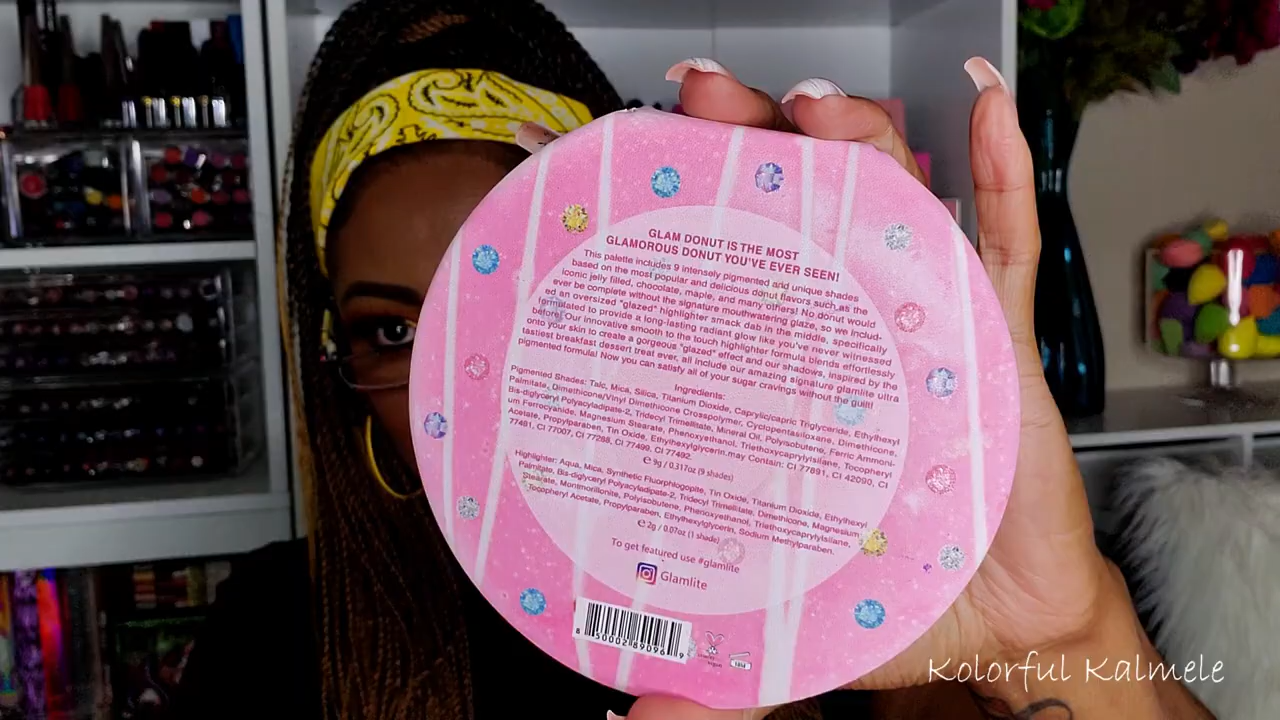 GLAM DONUT IS THE MOST
GLAMOROUS DONUT YOU'VE EVER SEEN!
This palette includes 9 intensely pigmented and unique shades
based on the most popular and delicious donut flavors such as the
iconic jelly filled, chocolate, maple, and many others! No donut would
ever be complete without the signature mouthwatering glaze, so we includ-
ed an oversized "glazed" highlighter smack dab in the middle, specifically
formulated to provide a long-lasting radiant glow like you've never witnessed
before. Our innovative smooth to the touch highlighter formula blends effortlessly
onto your skin to create a gorgeous "glazed" effect and our shadows, inspired by the
tastiest breakfast dessert treat ever, all include our amazing signature glamlite ultra
pigmented formula! Now you can satisfy all of your sugar cravings without the guilt!
Ingredients:
Pigmented Shades: Talc, Mica, Silica, Titanium Dioxide, Caprylic/capric Triglyceride, Ethylhexyl
Palmitate, Dimethicone/Vinyl Dimethicone Crosspolymer, Cyclopentasiloxane, Dimethicone,
Bis-diglyceryl Polyacyladipate-2, Tridecyl Trimellitate, Mineral Oil, Polyisobutene, Ferric Ammoni-
um Ferrocyanide, Magnesium Stearate, Phenoxyethanol, Triethoxycaprylylsilane, Tocopheryl
Acetate, Propylparaben, Tin Oxide, Ethylhexylglycerin.may Contain: CI 77891, CI 42090, CI
77491, CI 77007, CI 77288, CI 77499, CI 77492.
℮ 9g / 0.317oz (9 shades)
Highlighter: Aqua, Mica, Synthetic Fluorphlogopite, Tin Oxide, Titanium Dioxide, Ethylhexyl
Palmitate, Bis-diglyceryl Polyacyladipate-2, Tridecyl Trimellitate, Dimethicone, Magnesium
Stearate, Montmorillonite, Polyisobutene, Phenoxyethanol, Triethoxycaprylylsilane,
Tocopheryl Acetate, Propylparaben, Ethylhexylglycerin, Sodium Methylparaben.
℮ 2g / 0.07oz (1 shade)
To get featured use #glamlite
Glamlite
8 50002 89096 9
Kolorful Kalmele